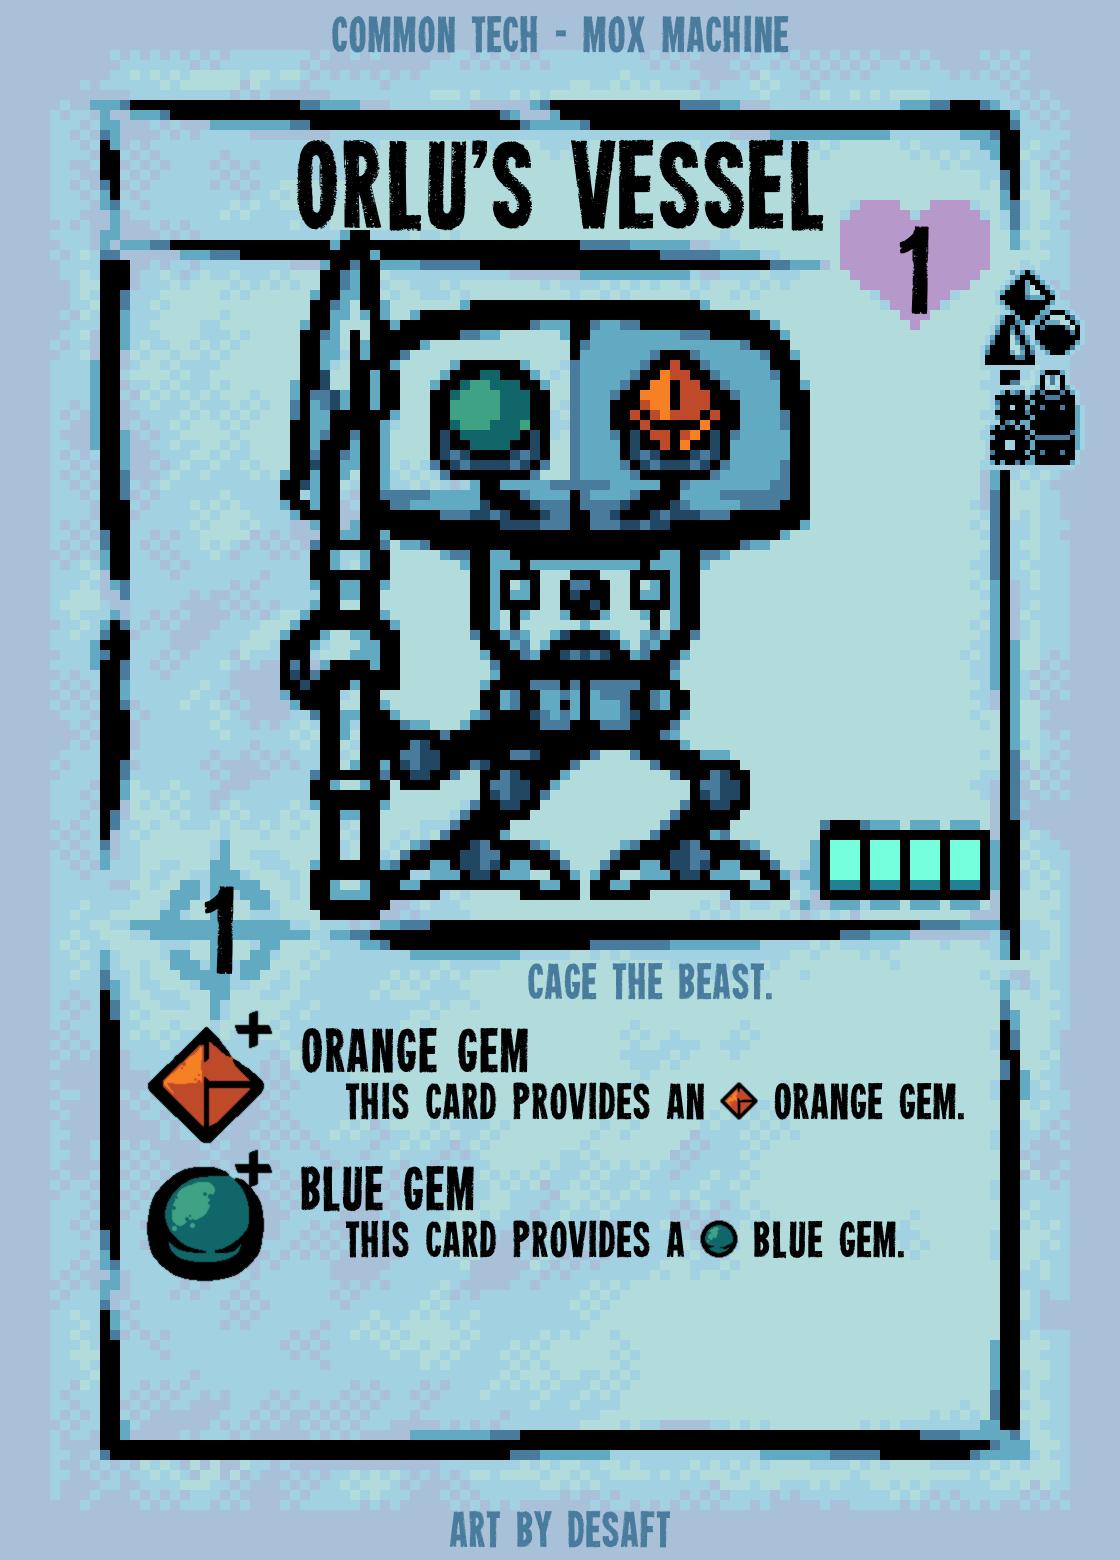 COMMON TECH - MOX MACHINE
ORLU'S VESSEL
1
1
CAGE THE BEAST.
ORANGE GEM
THIS CARD PROVIDES AN ORANGE GEM.
BLUE GEM
THIS CARD PROVIDES A BLUE GEM.
ART BY DESAFT